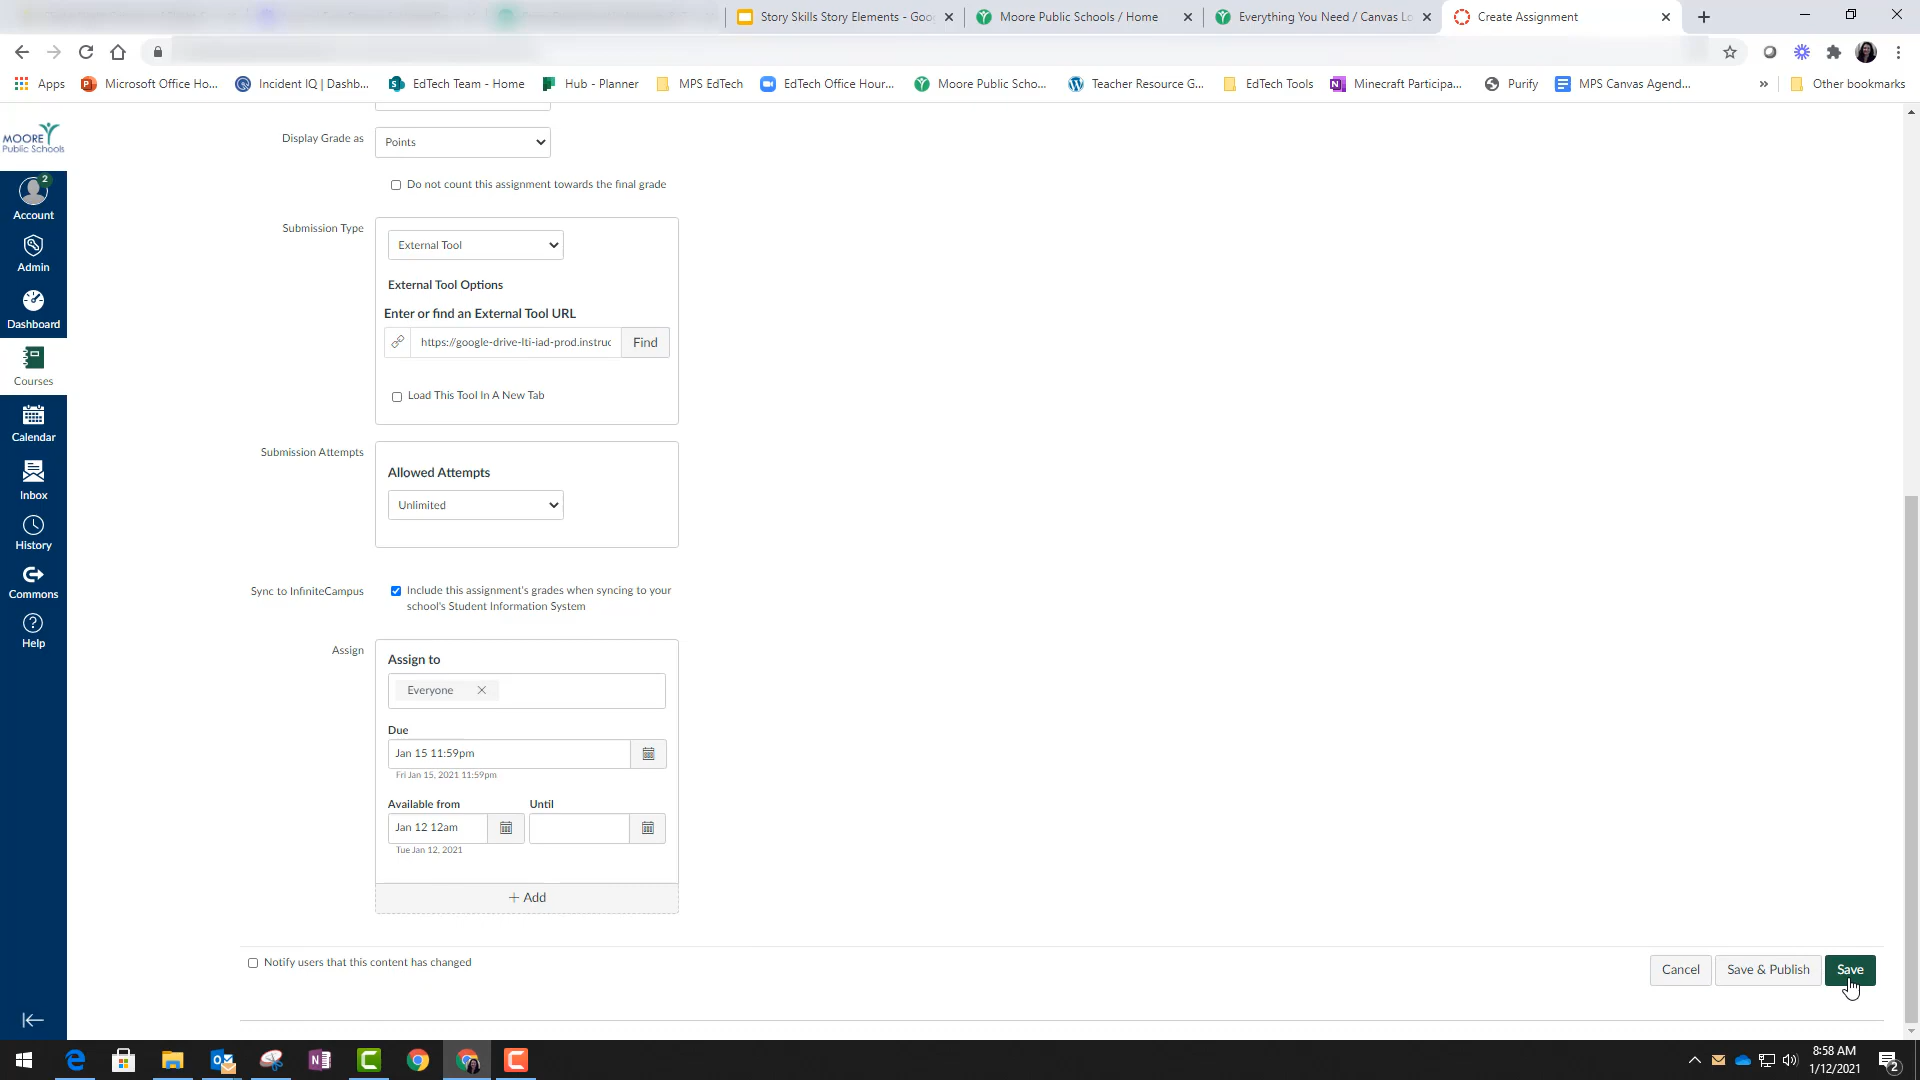 Story Skills Story Elements - Goo
Moore Public Schools / Home
Everything You Need / Canvas Lo
Create Assignment
Apps
Microsoft Office Ho...
Incident IQ | Dashb...
EdTech Team - Home
Hub - Planner
MPS EdTech
EdTech Office Hour...
Moore Public Scho...
Teacher Resource G...
EdTech Tools
Minecraft Participa...
Purify
MPS Canvas Agend...
»
Other bookmarks
MOORE
Public Schools
2
Account
Admin
Dashboard
Courses
Calendar
Inbox
History
Commons
Help
Display Grade as
Points
Do not count this assignment towards the final grade
Submission Type
External Tool
External Tool Options
Enter or find an External Tool URL
https://google-drive-lti-iad-prod.instruc
Find
Load This Tool In A New Tab
Submission Attempts
Allowed Attempts
Unlimited
Sync to InfiniteCampus
Include this assignment's grades when syncing to your
school's Student Information System
Assign
Assign to
Everyone
Due
Jan 15 11:59pm
Fri Jan 15, 2021 11:59pm
Available from
Until
Jan 12 12am
Tue Jan 12, 2021
+ Add
Notify users that this content has changed
Cancel
Save & Publish
Save
8:58 AM
1/12/2021
2